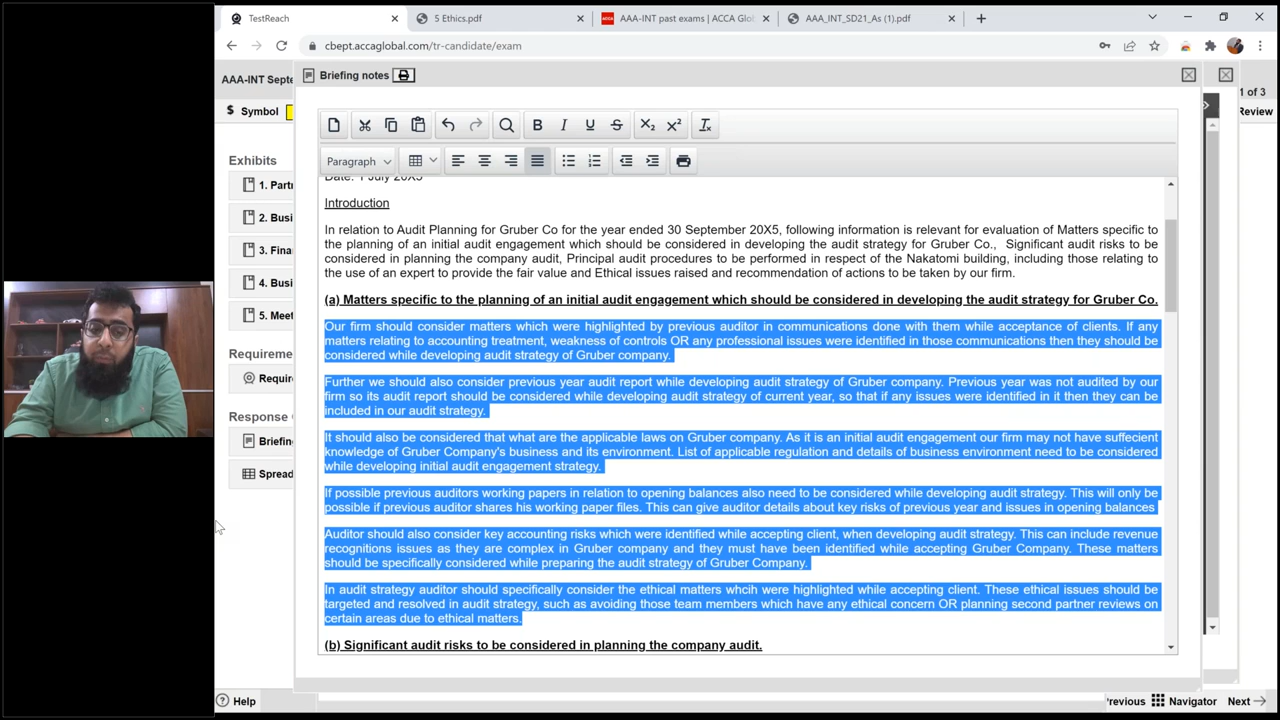 TestReach
5 Ethics.pdf
AAA-INT past exams | ACCA Glo
AAA_INT_SD21_As (1).pdf
cbept.accaglobal.com/tr-candidate/exam
AAA-INT Sept
Briefing notes
1 of 3
$ Symbol
Review
Paragraph
Exhibits
1. Partn
2. Busi
3. Finan
4. Busi
5. Meet
Requireme
Require
Response O
Briefing
Spread
Date: 1 July 20X5
Introduction
In relation to Audit Planning for Gruber Co for the year ended 30 September 20X5, following information is relevant for evaluation of Matters specific to
the planning of an initial audit engagement which should be considered in developing the audit strategy for Gruber Co., Significant audit risks to be
considered in planning the company audit, Principal audit procedures to be performed in respect of the Nakatomi building, including those relating to
the use of an expert to provide the fair value and Ethical issues raised and recommendation of actions to be taken by our firm.
(a) Matters specific to the planning of an initial audit engagement which should be considered in developing the audit strategy for Gruber Co.
Our firm should consider matters which were highlighted by previous auditor in communications done with them while acceptance of clients. If any
matters relating to accounting treatment, weakness of controls OR any professional issues were identified in those communications then they should be
considered while developing audit strategy of Gruber company.
Further we should also consider previous year audit report while developing audit strategy of Gruber company. Previous year was not audited by our
firm so its audit report should be considered while developing audit strategy of current year, so that if any issues were identified in it then they can be
included in our audit strategy.
It should also be considered that what are the applicable laws on Gruber company. As it is an initial audit engagement our firm may not have suffecient
knowledge of Gruber Company's business and its environment. List of applicable regulation and details of business environment need to be considered
while developing initial audit engagement strategy.
If possible previous auditors working papers in relation to opening balances also need to be considered while developing audit strategy. This will only be
possible if previous auditor shares his working paper files. This can give auditor details about key risks of previous year and issues in opening balances
Auditor should also consider key accounting risks which were identified while accepting client, when developing audit strategy. This can include revenue
recognitions issues as they are complex in Gruber company and they must have been identified while accepting Gruber Company. These matters
should be specifically considered while preparing the audit strategy of Gruber Company.
In audit strategy auditor should specifically consider the ethical matters whcih were highlighted while accepting client. These ethical issues should be
targeted and resolved in audit strategy, such as avoiding those team members which have any ethical concern OR planning second partner reviews on
certain areas due to ethical matters.
(b) Significant audit risks to be considered in planning the company audit.
Help
revious
Navigator
Next